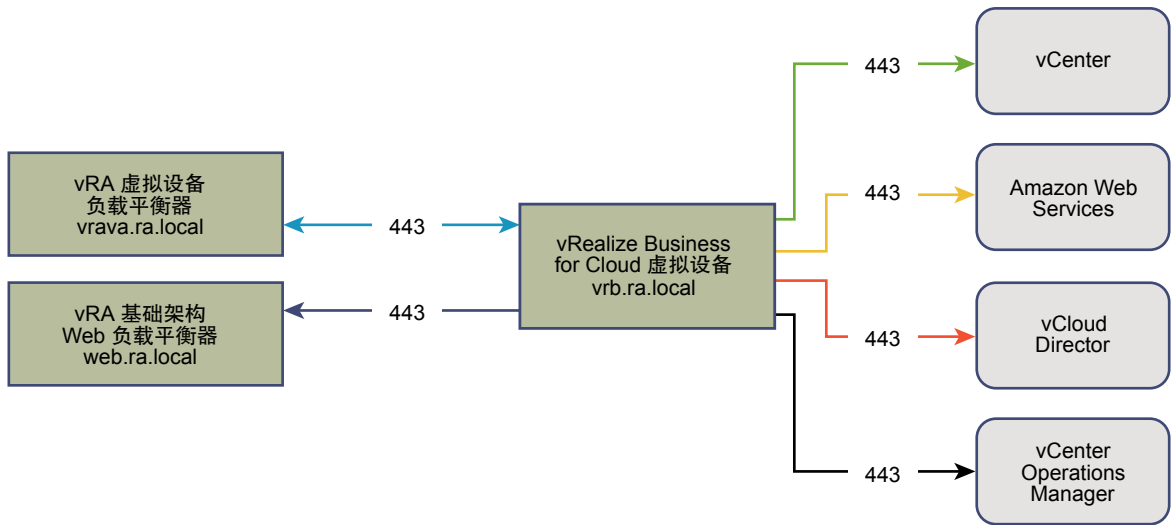 vRA 虚拟设备
负载平衡器
vrava.ra.local
443
vRA 基础架构
Web 负载平衡器
web.ra.local
443
vRealize Business
for Cloud 虚拟设备
vrb.ra.local
443
vCenter
443
Amazon Web
Services
443
vCloud
Director
443
vCenter
Operations
Manager